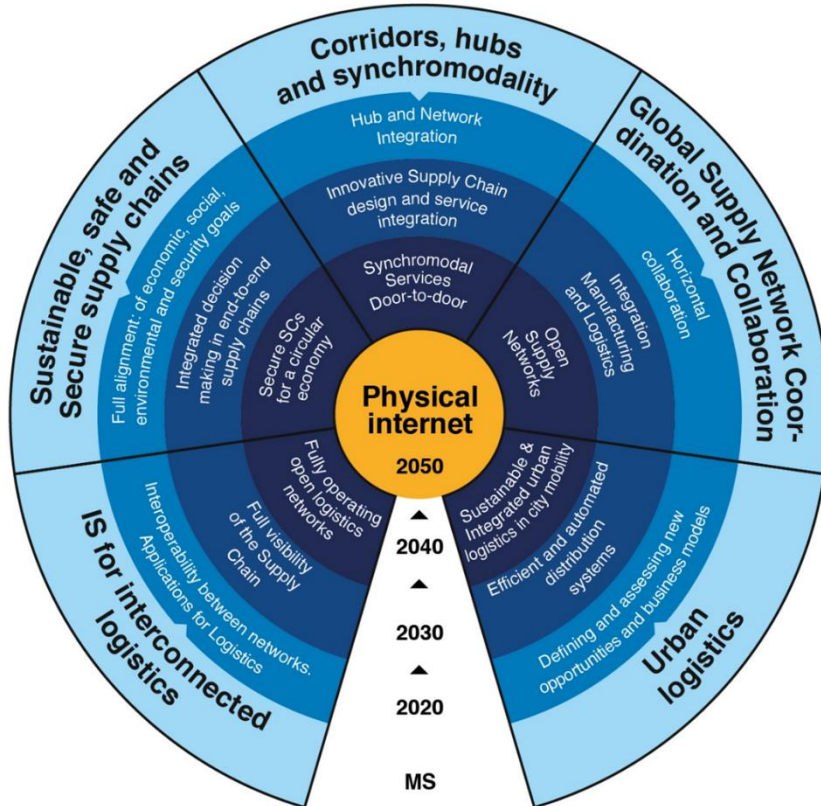 Corridors, hubs
and synchromodality
Hub and Network
Integration
Innovative Supply Chain
design and service
integration
Synchromodal
Services
Door-to-door
Global Supply Network Coor-
dination and Collaboration
Horizontal
collaboration
Integration
Manufacturing
and Logistics
Open
Supply
Networks
Urban
logistics
Defining and assessing new
opportunities and business models
Efficient and automated
distribution
systems
Sustainable &
Integrated urban
logistics in city mobility
IS for interconnected
logistics
Interoperability between networks.
Applications for Logistics
Full visibility
of the Supply
Chain
Fully operating
open logistics
networks
Sustainable, safe and
Secure supply chains
Full alignment: of economic, social,
environmental and security goals
Integrated decision
making in end-to-end
supply chains
Secure SCs
for a circular
economy
Physical
internet
2050
2040
2030
2020
MS